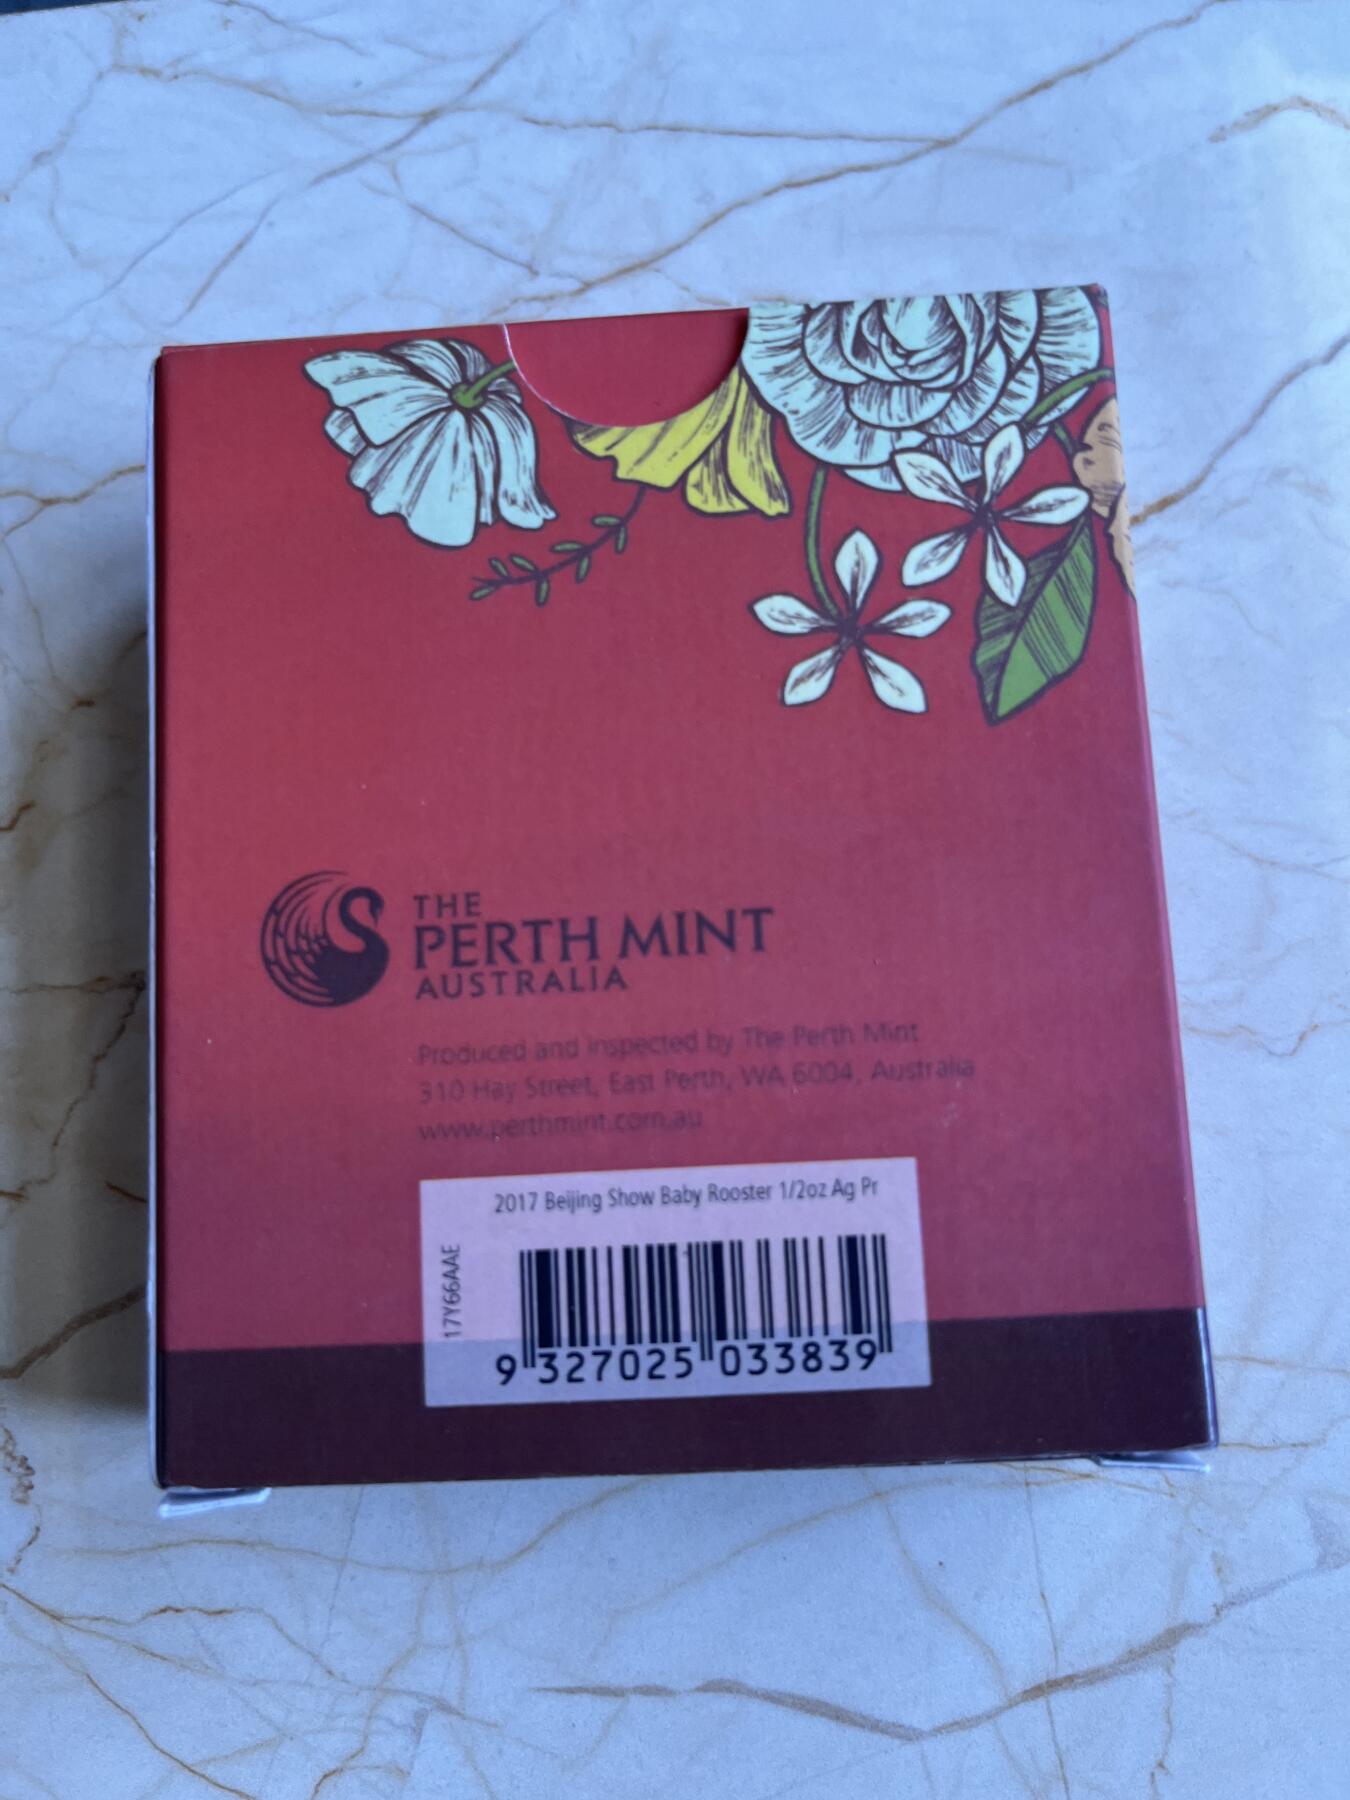 THE
PERTH MINT
AUSTRALIA
Produced and inspected by The Perth Mint
310 Hay Street, East Perth, WA 6004, Australia
www.perthmint.com.au
2017 Beijing Show Baby Rooster 1/2oz Ag Pr
17Y66AAE
9 327025 033839